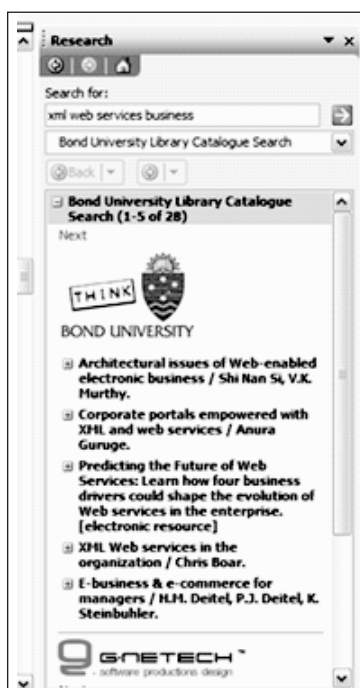 Research
Search for:
xml web services business
Bond University Library Catalogue Search
Back
Bond University Library Catalogue
Search (1-5 of 28)
Next
THINK
BOND UNIVERSITY
Architectural issues of Web-enabled
electronic business / Shi Nan Si, V.K.
Murthy.
Corporate portals empowered with
XML and web services / Anura
Guruge.
Predicting the Future of Web
Services: Learn how four business
drivers could shape the evolution of
Web services in the enterprise.
[electronic resource]
XML Web services in the
organization / Chris Boar.
E-business & e-commerce for
managers / H.M. Deitel, P.J. Deitel, K.
Steinbuhler.
G-NETECH ™
- software productions design